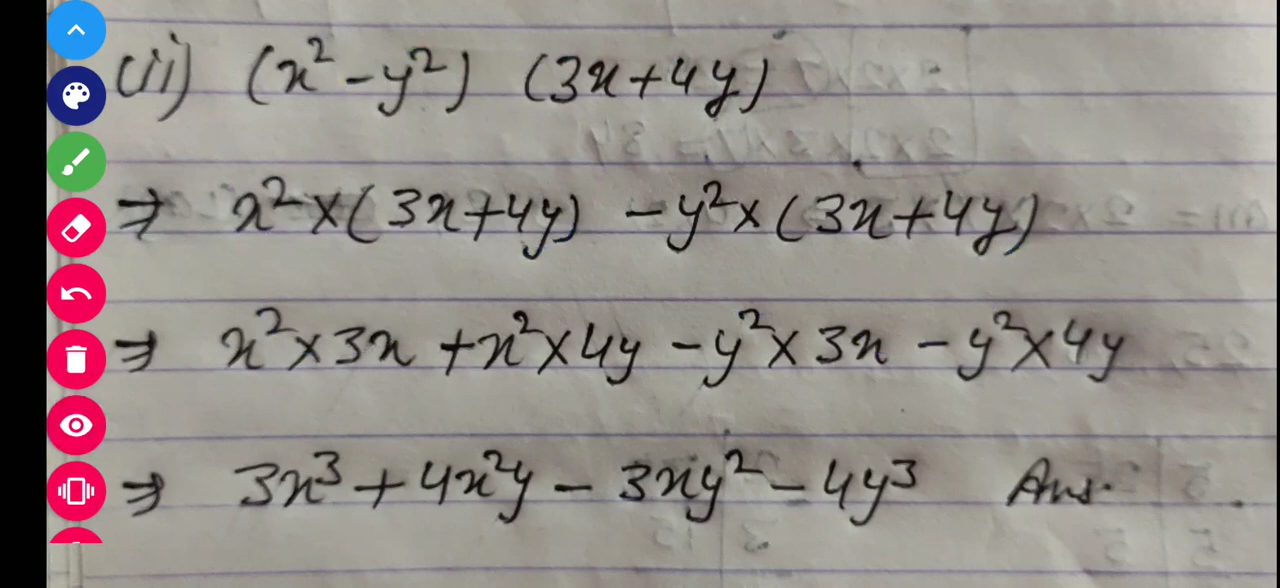 (ii) (x² - y²) (3x + 4y)
⇒ x² × (3x + 4y) - y² × (3x + 4y)
⇒ x² × 3x + x² × 4y - y² × 3x - y² × 4y
⇒ 3x³ + 4x²y - 3xy² - 4y³ Ans.